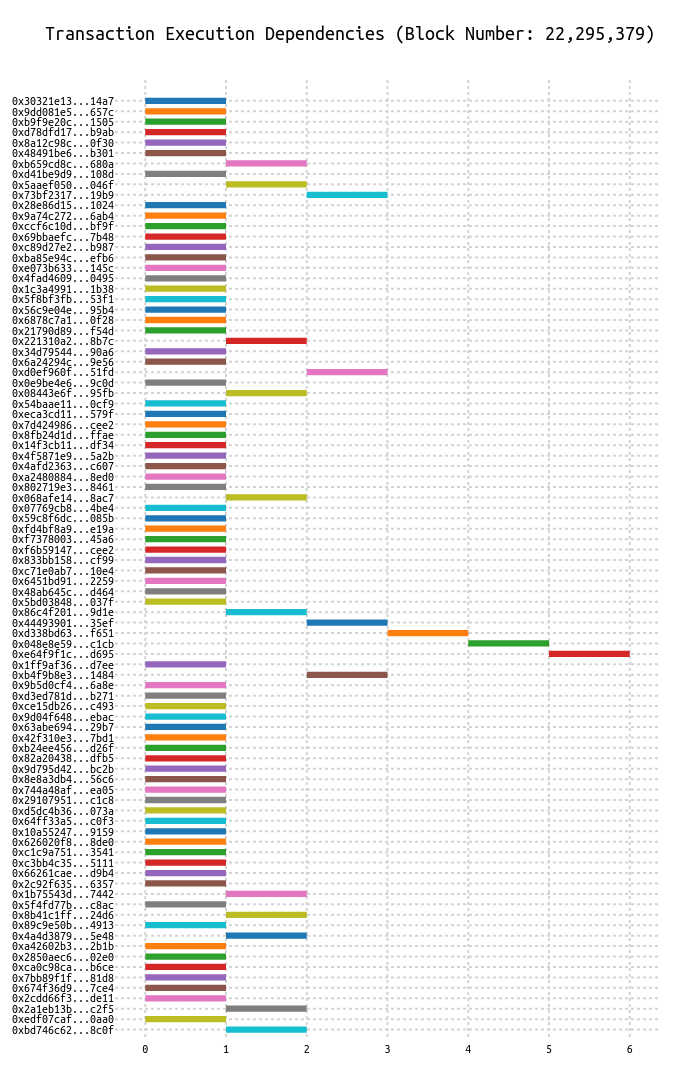 Transaction Execution Dependencies (Block Number: 22,295,379)
0x30321e13...14a7
0x9dd081e5...657c
0xb9f9e20c...1505
0xd78dfd17...b9ab
0x8a12c98c...0f30
0x48491be6...b301
0xb659cd8c...680a
0xd41be9d9...108d
0x5aaef050...046f
0x73bf2317...19b9
0x28e86d15...1024
0x9a74c272...6ab4
0xccf6c10d...bf9f
0x69bbaefc...7b48
0xc89d27e2...b987
0xba85e94c...efb6
0xe073b633...145c
0x4fad4609...0495
0x1c3a4991...1b38
0x5f8bf3fb...53f1
0x56c9e04e...95b4
0x6878c7a1...0f28
0x21790d89...f54d
0x221310a2...8b7c
0x34d79544...90a6
0x6a24294c...9e56
0xd0ef960f...51fd
0x0e9be4e6...9c0d
0x08443e6f...95fb
0x54baae11...0cf9
0xeca3cd11...579f
0x7d424986...cee2
0x8fb24d1d...ffae
0x14f3cb11...df34
0x4f5871e9...5a2b
0x4afd2363...c607
0xa2480884...8ed0
0x802719e3...8461
0x068afe14...8ac7
0x07769cb8...4be4
0x59c8f6dc...085b
0xfd4bf8a9...e19a
0xf7378003...45a6
0xf6b59147...cee2
0x833bb158...cf99
0xc71e0ab7...10e4
0x6451bd91...2259
0x48ab645c...d464
0x5bd03848...037f
0x86c4f201...9d1e
0x44493901...35ef
0xd338bd63...f651
0x048e8e59...c1cb
0xe64f9f1c...d695
0x1ff9af36...d7ee
0xb4f9b8e3...1484
0x9b5d0cf4...6a8e
0xd3ed781d...b271
0xce15db26...c493
0x9d04f648...ebac
0x63abe694...29b7
0x42f310e3...7bd1
0xb24ee456...d26f
0x82a20438...dfb5
0x9d795d42...bc2b
0x8e8a3db4...56c6
0x744a48af...ea05
0x29107951...c1c8
0xd5dc4b36...073a
0x64ff33a5...c0f3
0x10a55247...9159
0x626020f8...8de0
0xc1c9a751...3541
0xc3bb4c35...5111
0x66261cae...d9b4
0x2c92f635...6357
0x1b75543d...7442
0x5f4fd77b...c8ac
0x8b41c1ff...24d6
0x89c9e50b...4913
0x4a4d3879...5e48
0xa42602b3...2b1b
0x2850aec6...02e0
0xca0c98ca...b6ce
0x7bb89f1f...81d8
0x674f36d9...7ce4
0x2cdd66f3...de11
0x2a1eb13b...c2f5
0xedf07caf...0aa0
0xbd746c62...8c0f
0 1 2 3 4 5 6